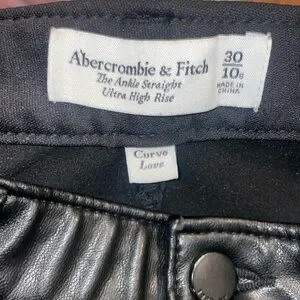 Abercrombie & Fitch
The Ankle Straight
Ultra High Rise
30
10S
MADE IN
CHINA
Curve
Love